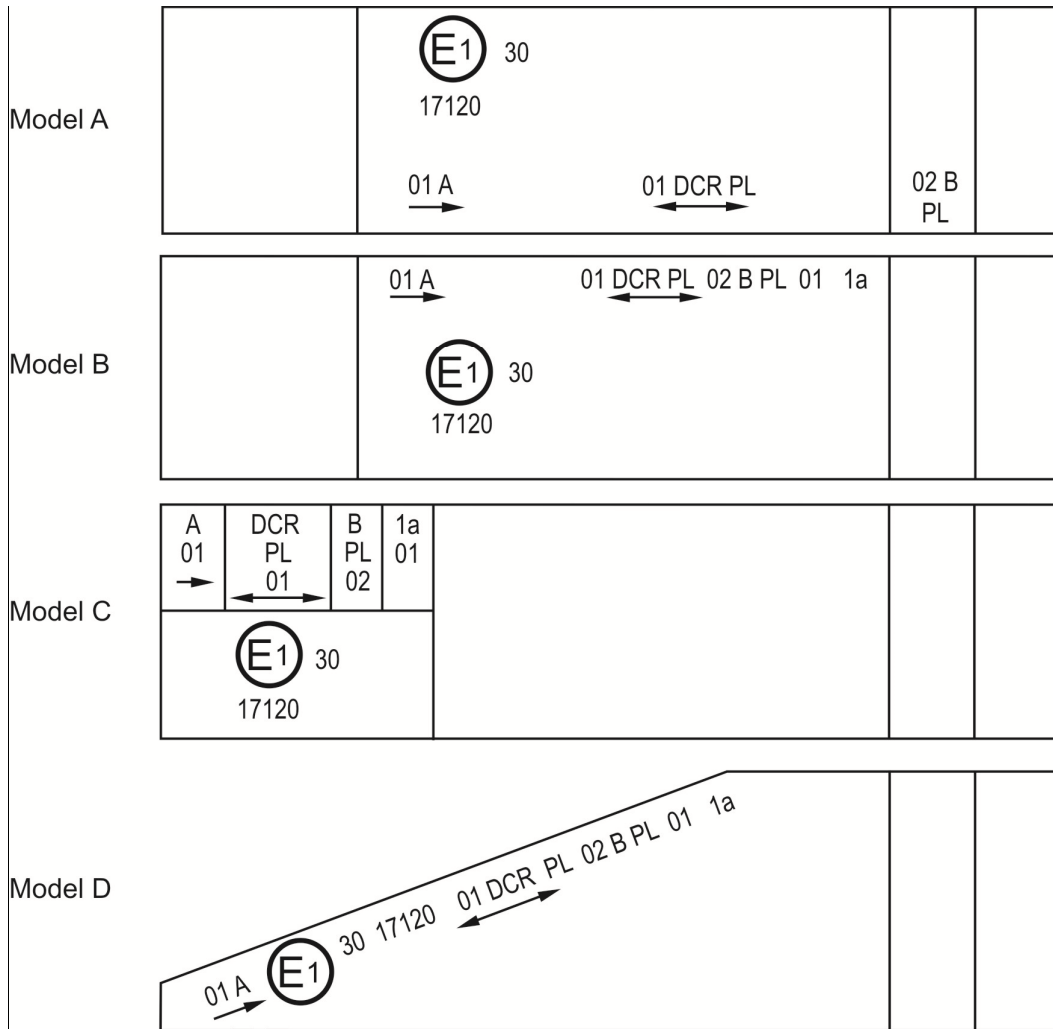 Model A
E1 30
17120
01 A
01 DCR PL
02 B
PL
Model B
01 A
01 DCR PL 02 B PL 01 1a
E1 30
17120
Model C
A
01
DCR
PL
01
B
PL
02
1a
01
E1 30
17120
Model D
01 A E1 30 17120 01 DCR PL 02 B PL 01 1a